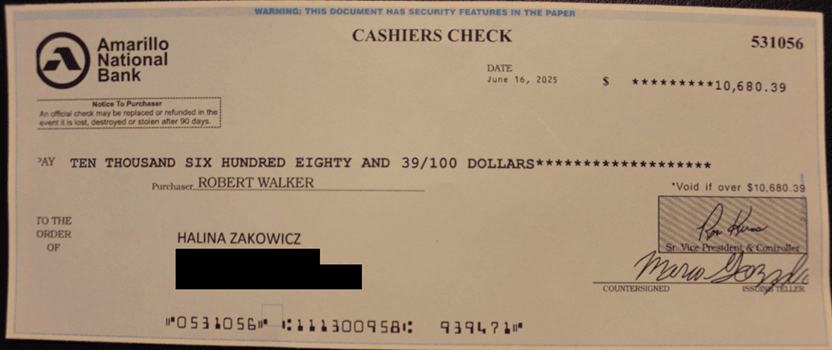 WARNING: THIS DOCUMENT HAS SECURITY FEATURES IN THE PAPER
Amarillo
National
Bank
CASHIERS CHECK
531056
DATE
June 16, 2025
$ *********10,680.39
Notice To Purchaser
An official check may be replaced or refunded in the
event it is lost, destroyed or stolen after 90 days.
PAY TEN THOUSAND SIX HUNDRED EIGHTY AND 39/100 DOLLARS*******************
Purchaser ROBERT WALKER
*Void if over $10,680.39
TO THE
ORDER
OF
HALINA ZAKOWICZ
Sr. Vice President & Controller
COUNTERSIGNED
ISSUING TELLER
⑈0531056⑈ ⑆111300958⑆ 939471⑈